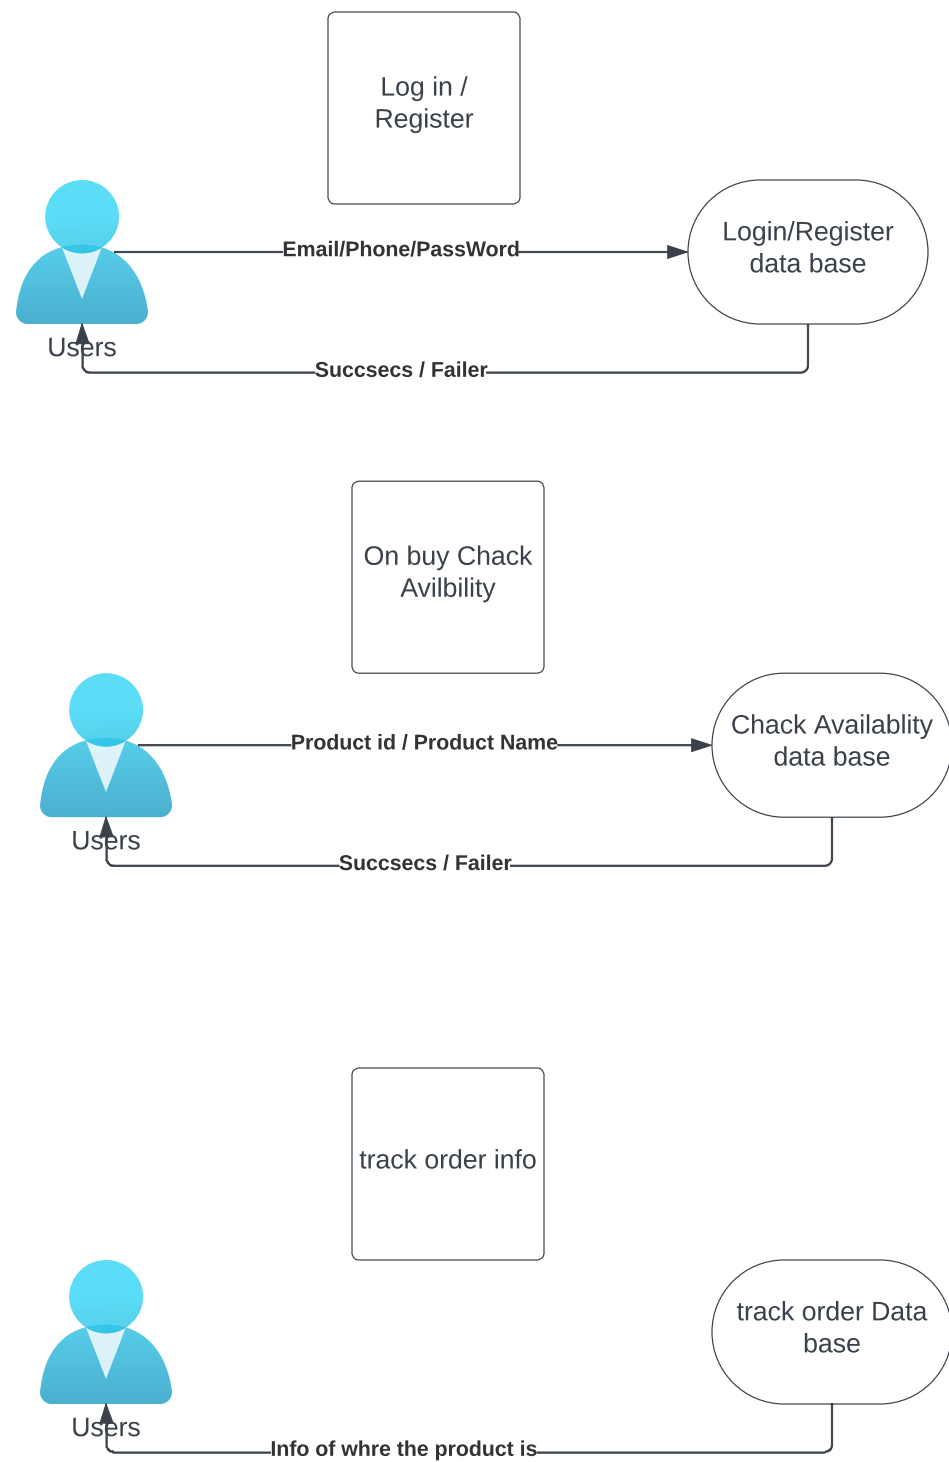 Log in /
Register
Email/Phone/PassWord
Login/Register
data base
Users
Succsecs / Failer
On buy Chack
Avilbility
Product id / Product Name
Chack Availablity
data base
Users
Succsecs / Failer
track order info
track order Data
base
Users
Info of whre the product is